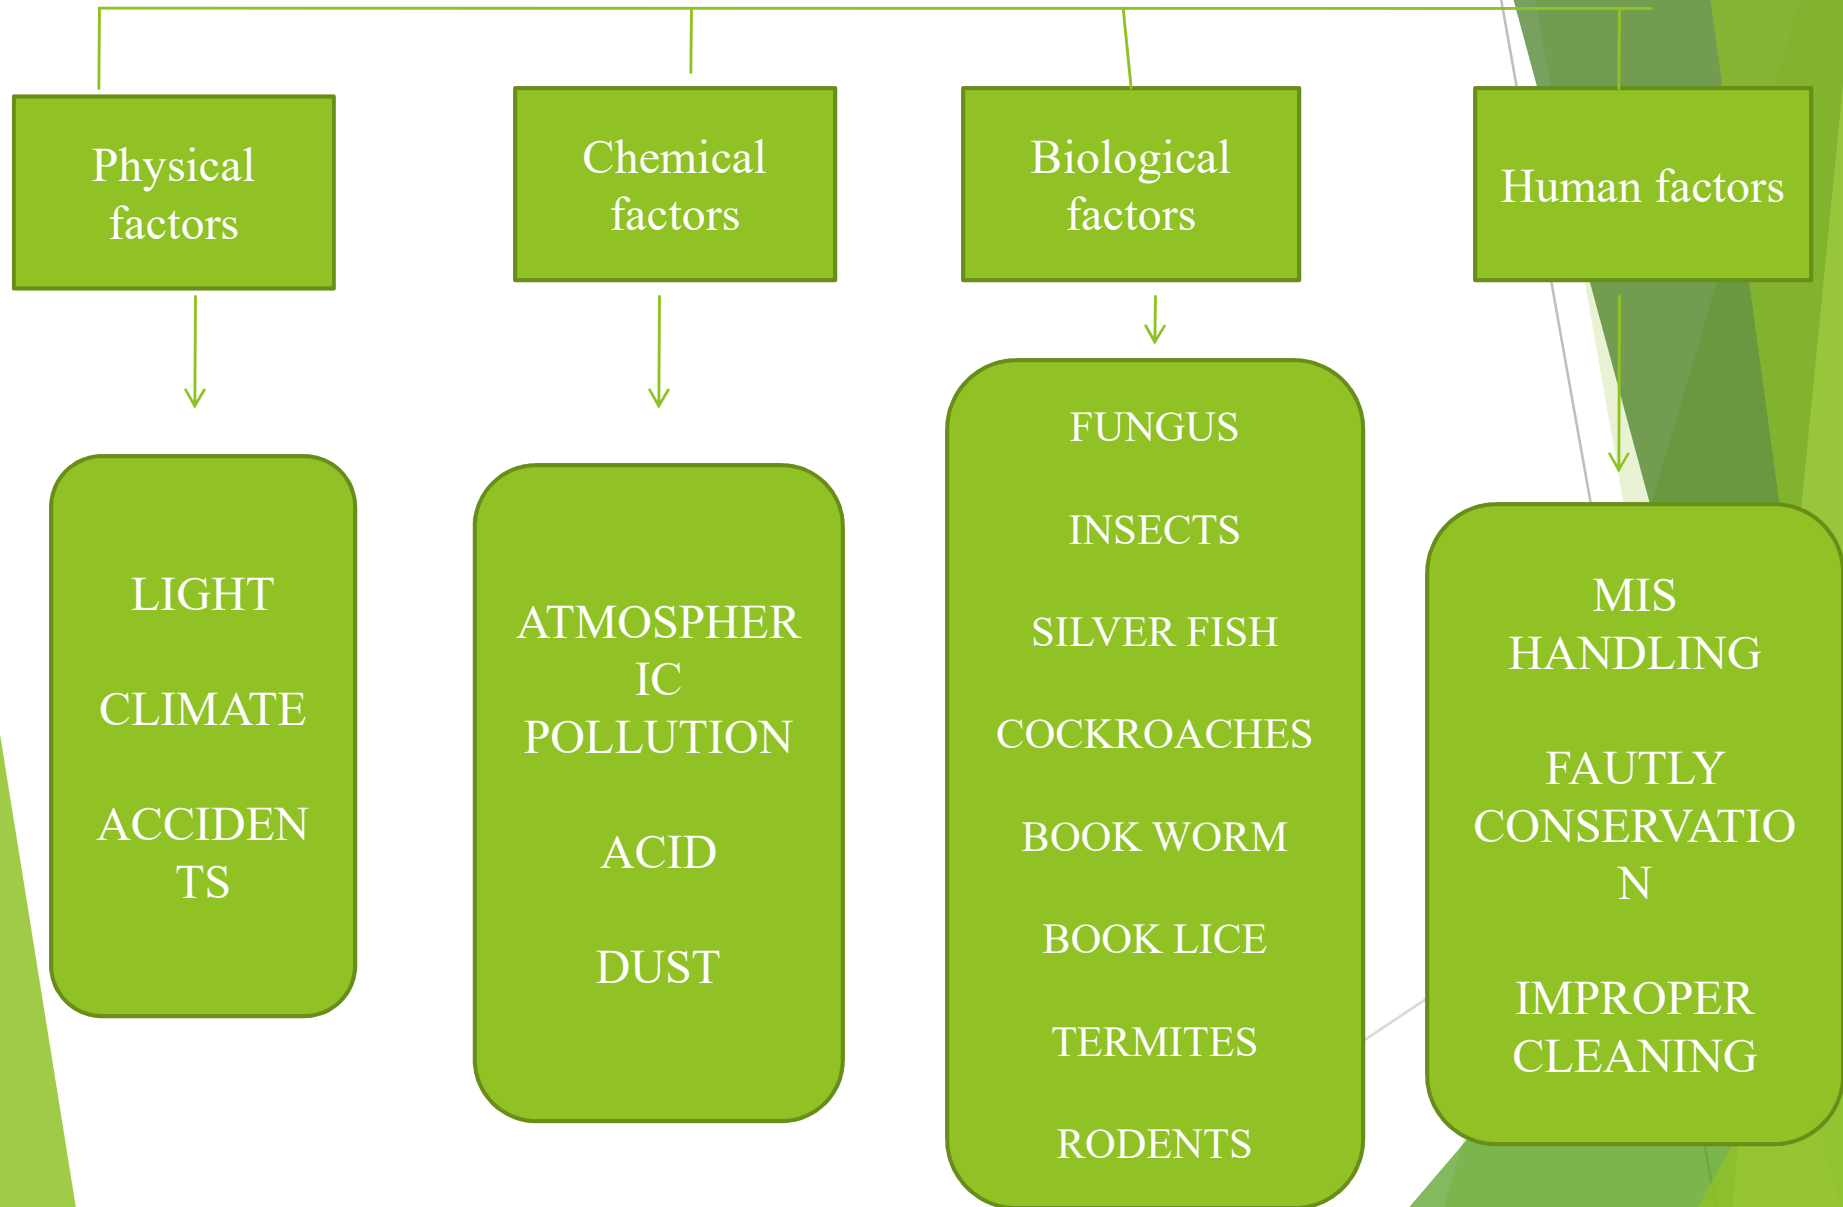 Physical
factors
Chemical
factors
Biological
factors
Human factors
LIGHT
CLIMATE
ACCIDEN
TS
ATMOSPHER
IC
POLLUTION
ACID
DUST
FUNGUS
INSECTS
SILVER FISH
COCKROACHES
BOOK WORM
BOOK LICE
TERMITES
RODENTS
MIS
HANDLING
FAUTLY
CONSERVATIO
N
IMPROPER
CLEANING